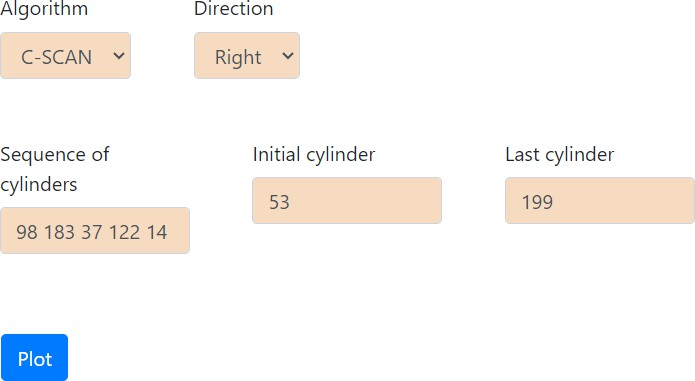 Algorithm
Direction
C-SCAN
Right
Sequence of
cylinders
Initial cylinder
Last cylinder
98 183 37 122 14
53
199
Plot